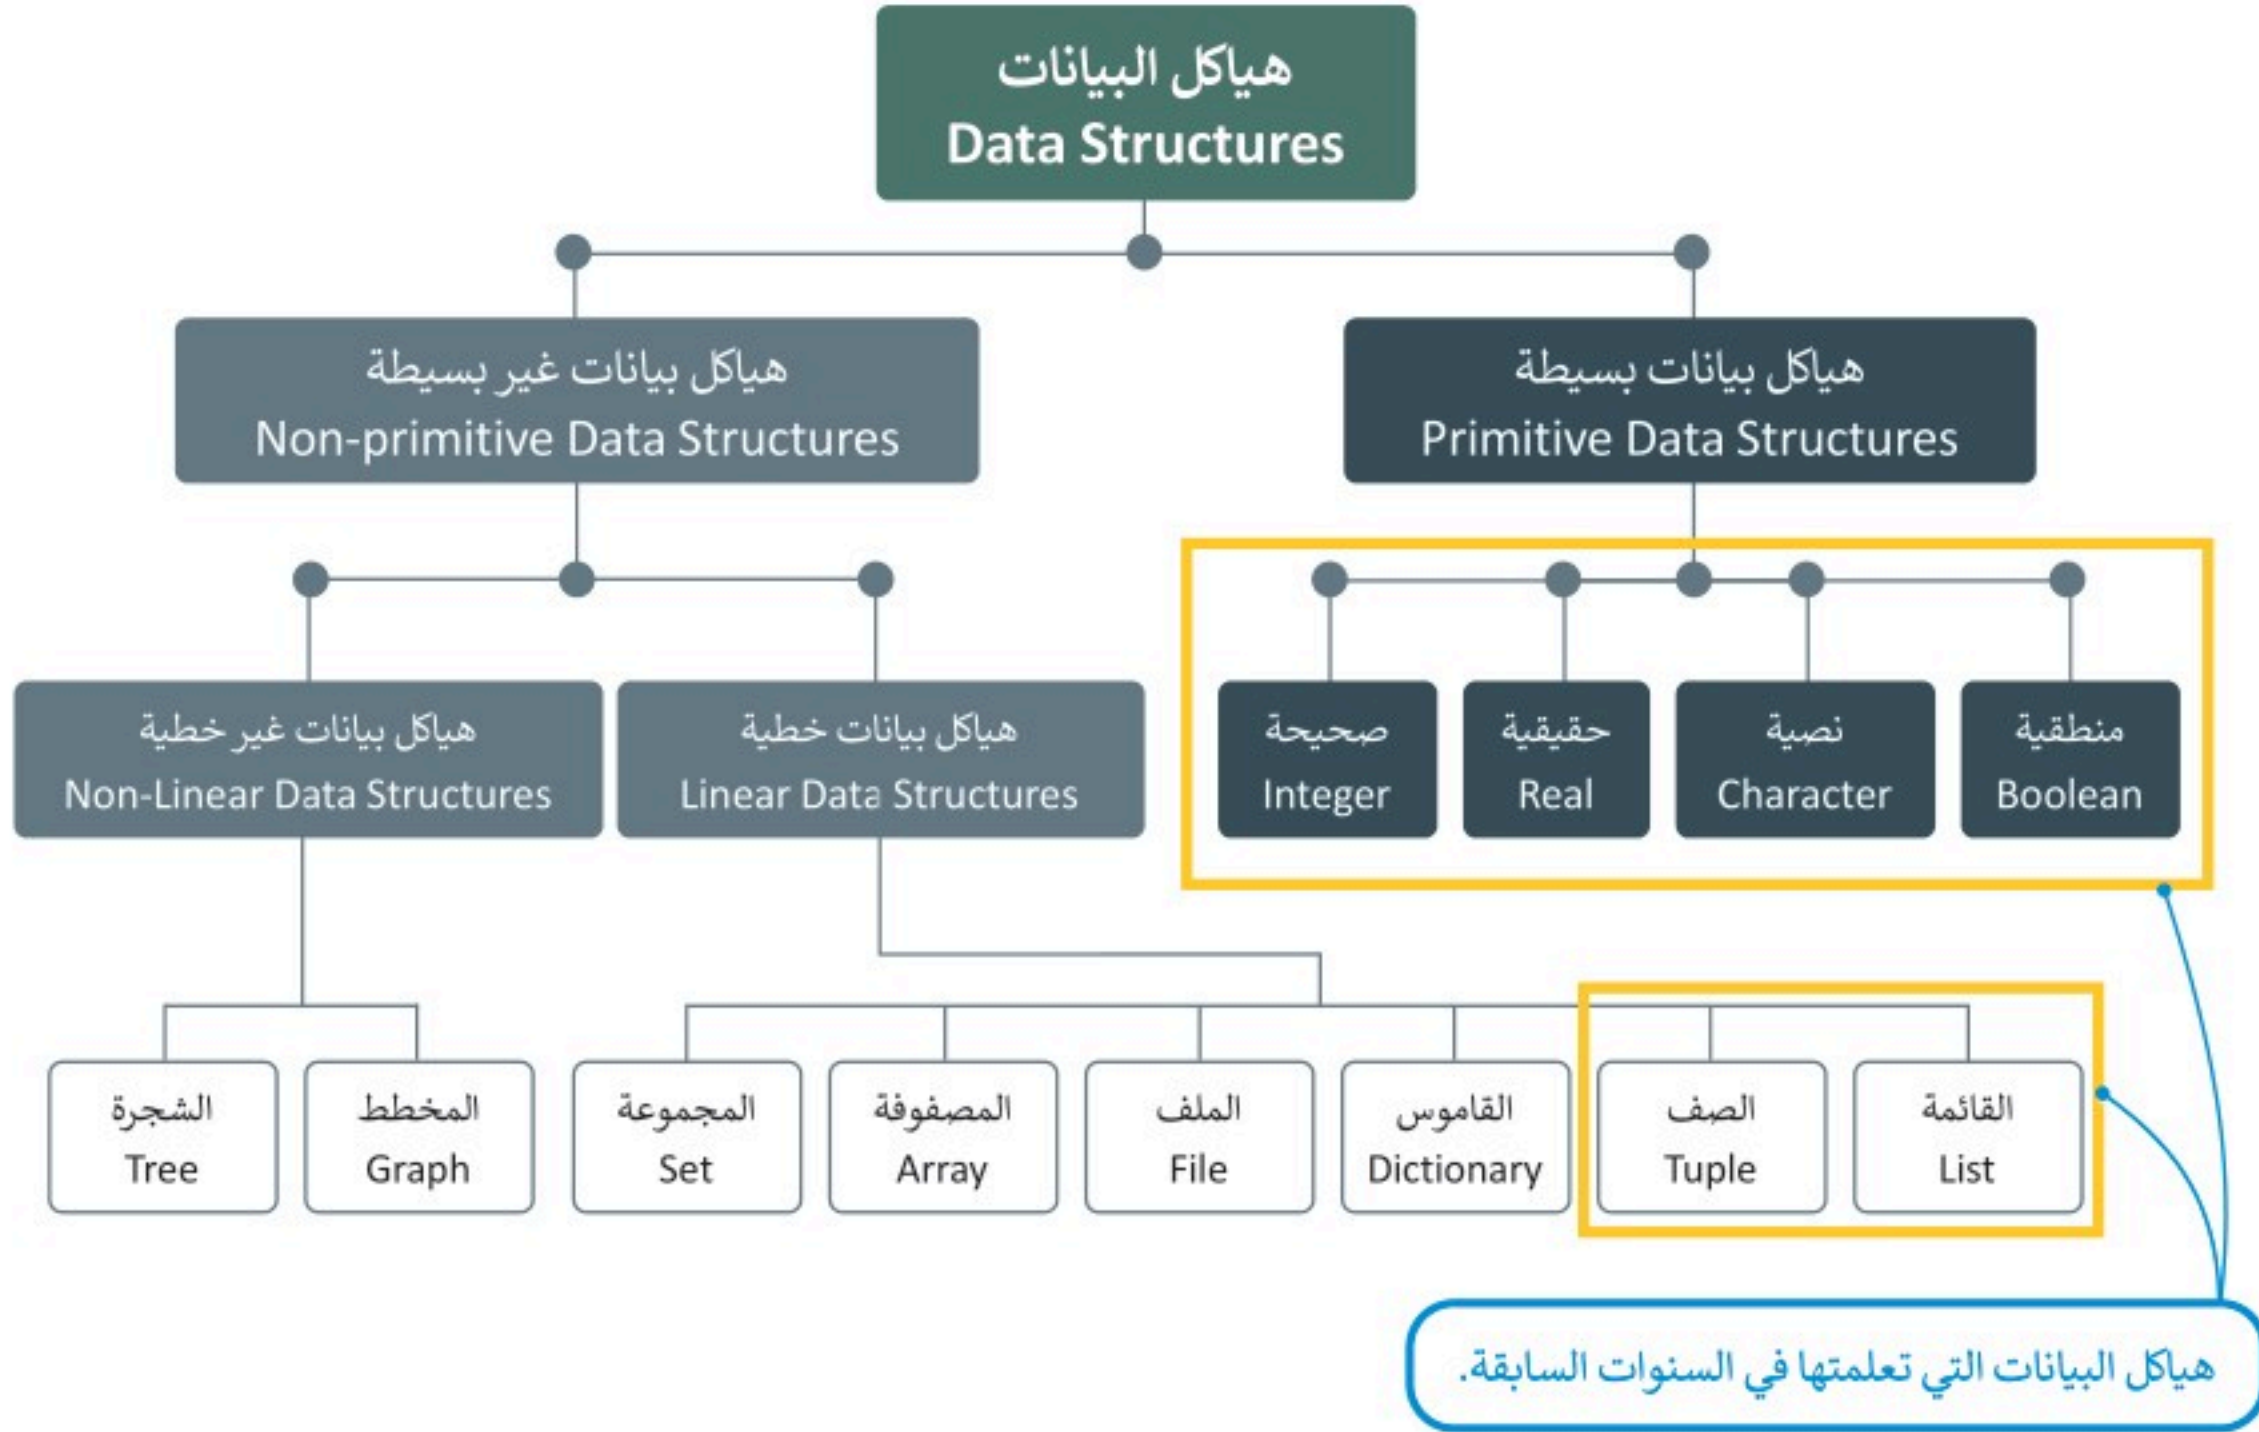 هياكل البيانات
Data Structures
هياكل بيانات بسيطة
Primitive Data Structures
هياكل بيانات غير بسيطة
Non-primitive Data Structures
منطقية
Boolean
نصية
Character
حقيقية
Real
صحيحة
Integer
هياكل بيانات خطية
Linear Data Structures
هياكل بيانات غير خطية
Non-Linear Data Structures
القائمة
List
الصف
Tuple
القاموس
Dictionary
الملف
File
المصفوفة
Array
المجموعة
Set
المخطط
Graph
الشجرة
Tree
هياكل البيانات التي تعلمتها في السنوات السابقة.